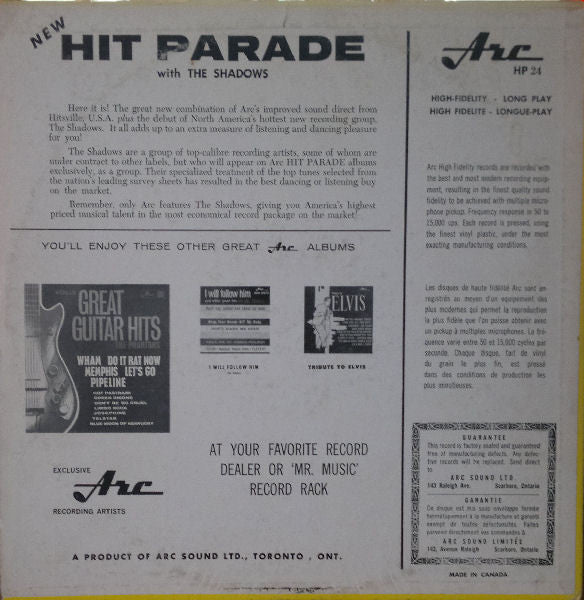 NEW
HIT PARADE
with THE SHADOWS
Here it is! The great new combination of Arc's improved sound direct from
Hitsville, U.S.A. plus the debut of North America's hottest new recording group,
The Shadows. It all adds up to an extra measure of listening and dancing pleasure
for you!
The Shadows are a group of top-calibre recording artists, some of whom are
under contract to other labels, but who will appear on Arc HIT PARADE albums
exclusively, as a group. Their specialized treatment of the top tunes selected from
the nation's leading survey sheets has resulted in the best dancing or listening buy
on the market.
Remember, only Arc features The Shadows, giving you America's highest
priced musical talent in the most economical record package on the market
YOU'LL ENJOY THESE OTHER GREAT Arc ALBUMS
GREAT
GUITAR HITS
WHAM DO IT RAT NOW
MEMPHIS LET'S GO
PIPELINE
HOT PASTRAMI
GREEN ONIONS
DON'T BE SO CRUEL
LIMBO ROCK
JOSEPHINE
TELSTAR
BLUE MOON OF KENTUCKY
I will follow him
I WILL FOLLOW HIM
ELVIS
TRIBUTE TO ELVIS
EXCLUSIVE
Arc
RECORDING ARTISTS
AT YOUR FAVORITE RECORD
DEALER OR 'MR. MUSIC'
RECORD RACK
A PRODUCT OF ARC SOUND LTD., TORONTO, ONT.
Arc
HP 24
HIGH-FIDELITY - LONG PLAY
HIGH FIDELITE - LONGUE-PLAY
Arc High Fidelity records are recorded with
the best and most modern recording equip-
ment, resulting in the finest quality sound
fidelity to be achieved with multiple micro-
phone pickup. Frequency response in 50 to
15,000 cps. Each record is pressed, using
the finest vinyl plastic, under the most
exacting manufacturing conditions.
Les disques de haute fidélité Arc sont en-
registrés au moyen d'un équipement des
plus modernes qui permet la reproduction
la plus fidèle que l'on puisse obtenir avec
un pickup à multiples microphones. La fré-
quence varie entre 50 et 15,000 cycles par
seconde. Chaque disque, fait de vinyl
du grain le plus fin, est pressé
dans des conditions de production les
plus minutieuses.
GUARANTEE
This record is factory sealed and guaranteed
free of manufacturing defects. Any defec-
tive records will be replaced. Send direct
to
ARC SOUND LTD.
143 Raleigh Ave. Scarboro, Ontario
GARANTIE
Ce disque est mis sous enveloppe fermée
hermétiquement à la manufacture et garanti
exempt de toutes défectuosités. Faites
parvenir directement vos commandes à
ARC SOUND LIMITED
143, Avenue Raleigh Scarboro, Ontario
MADE IN CANADA